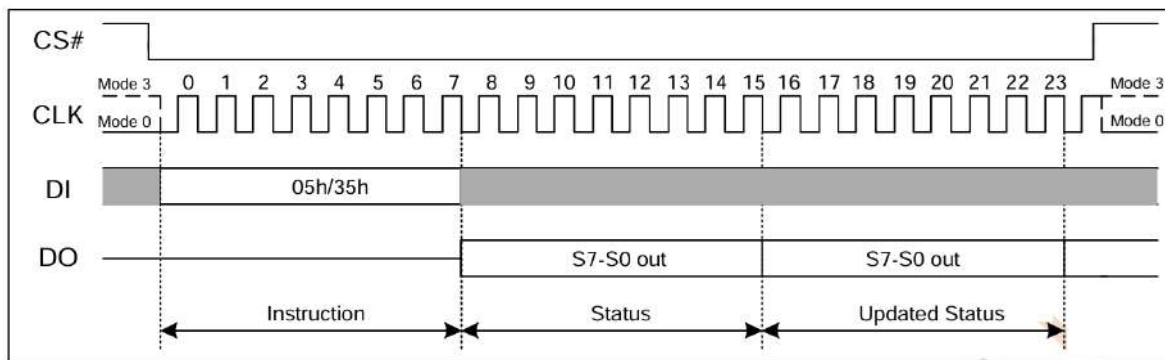 CS#
Mode 3 0 1 2 3 4 5 6 7 8 9 10 11 12 13 14 15 16 17 18 19 20 21 22 23 Mode 3
CLK
Mode 0 Mode 0
DI 05h/35h
DO S7-S0 out S7-S0 out
Instruction Status Updated Status